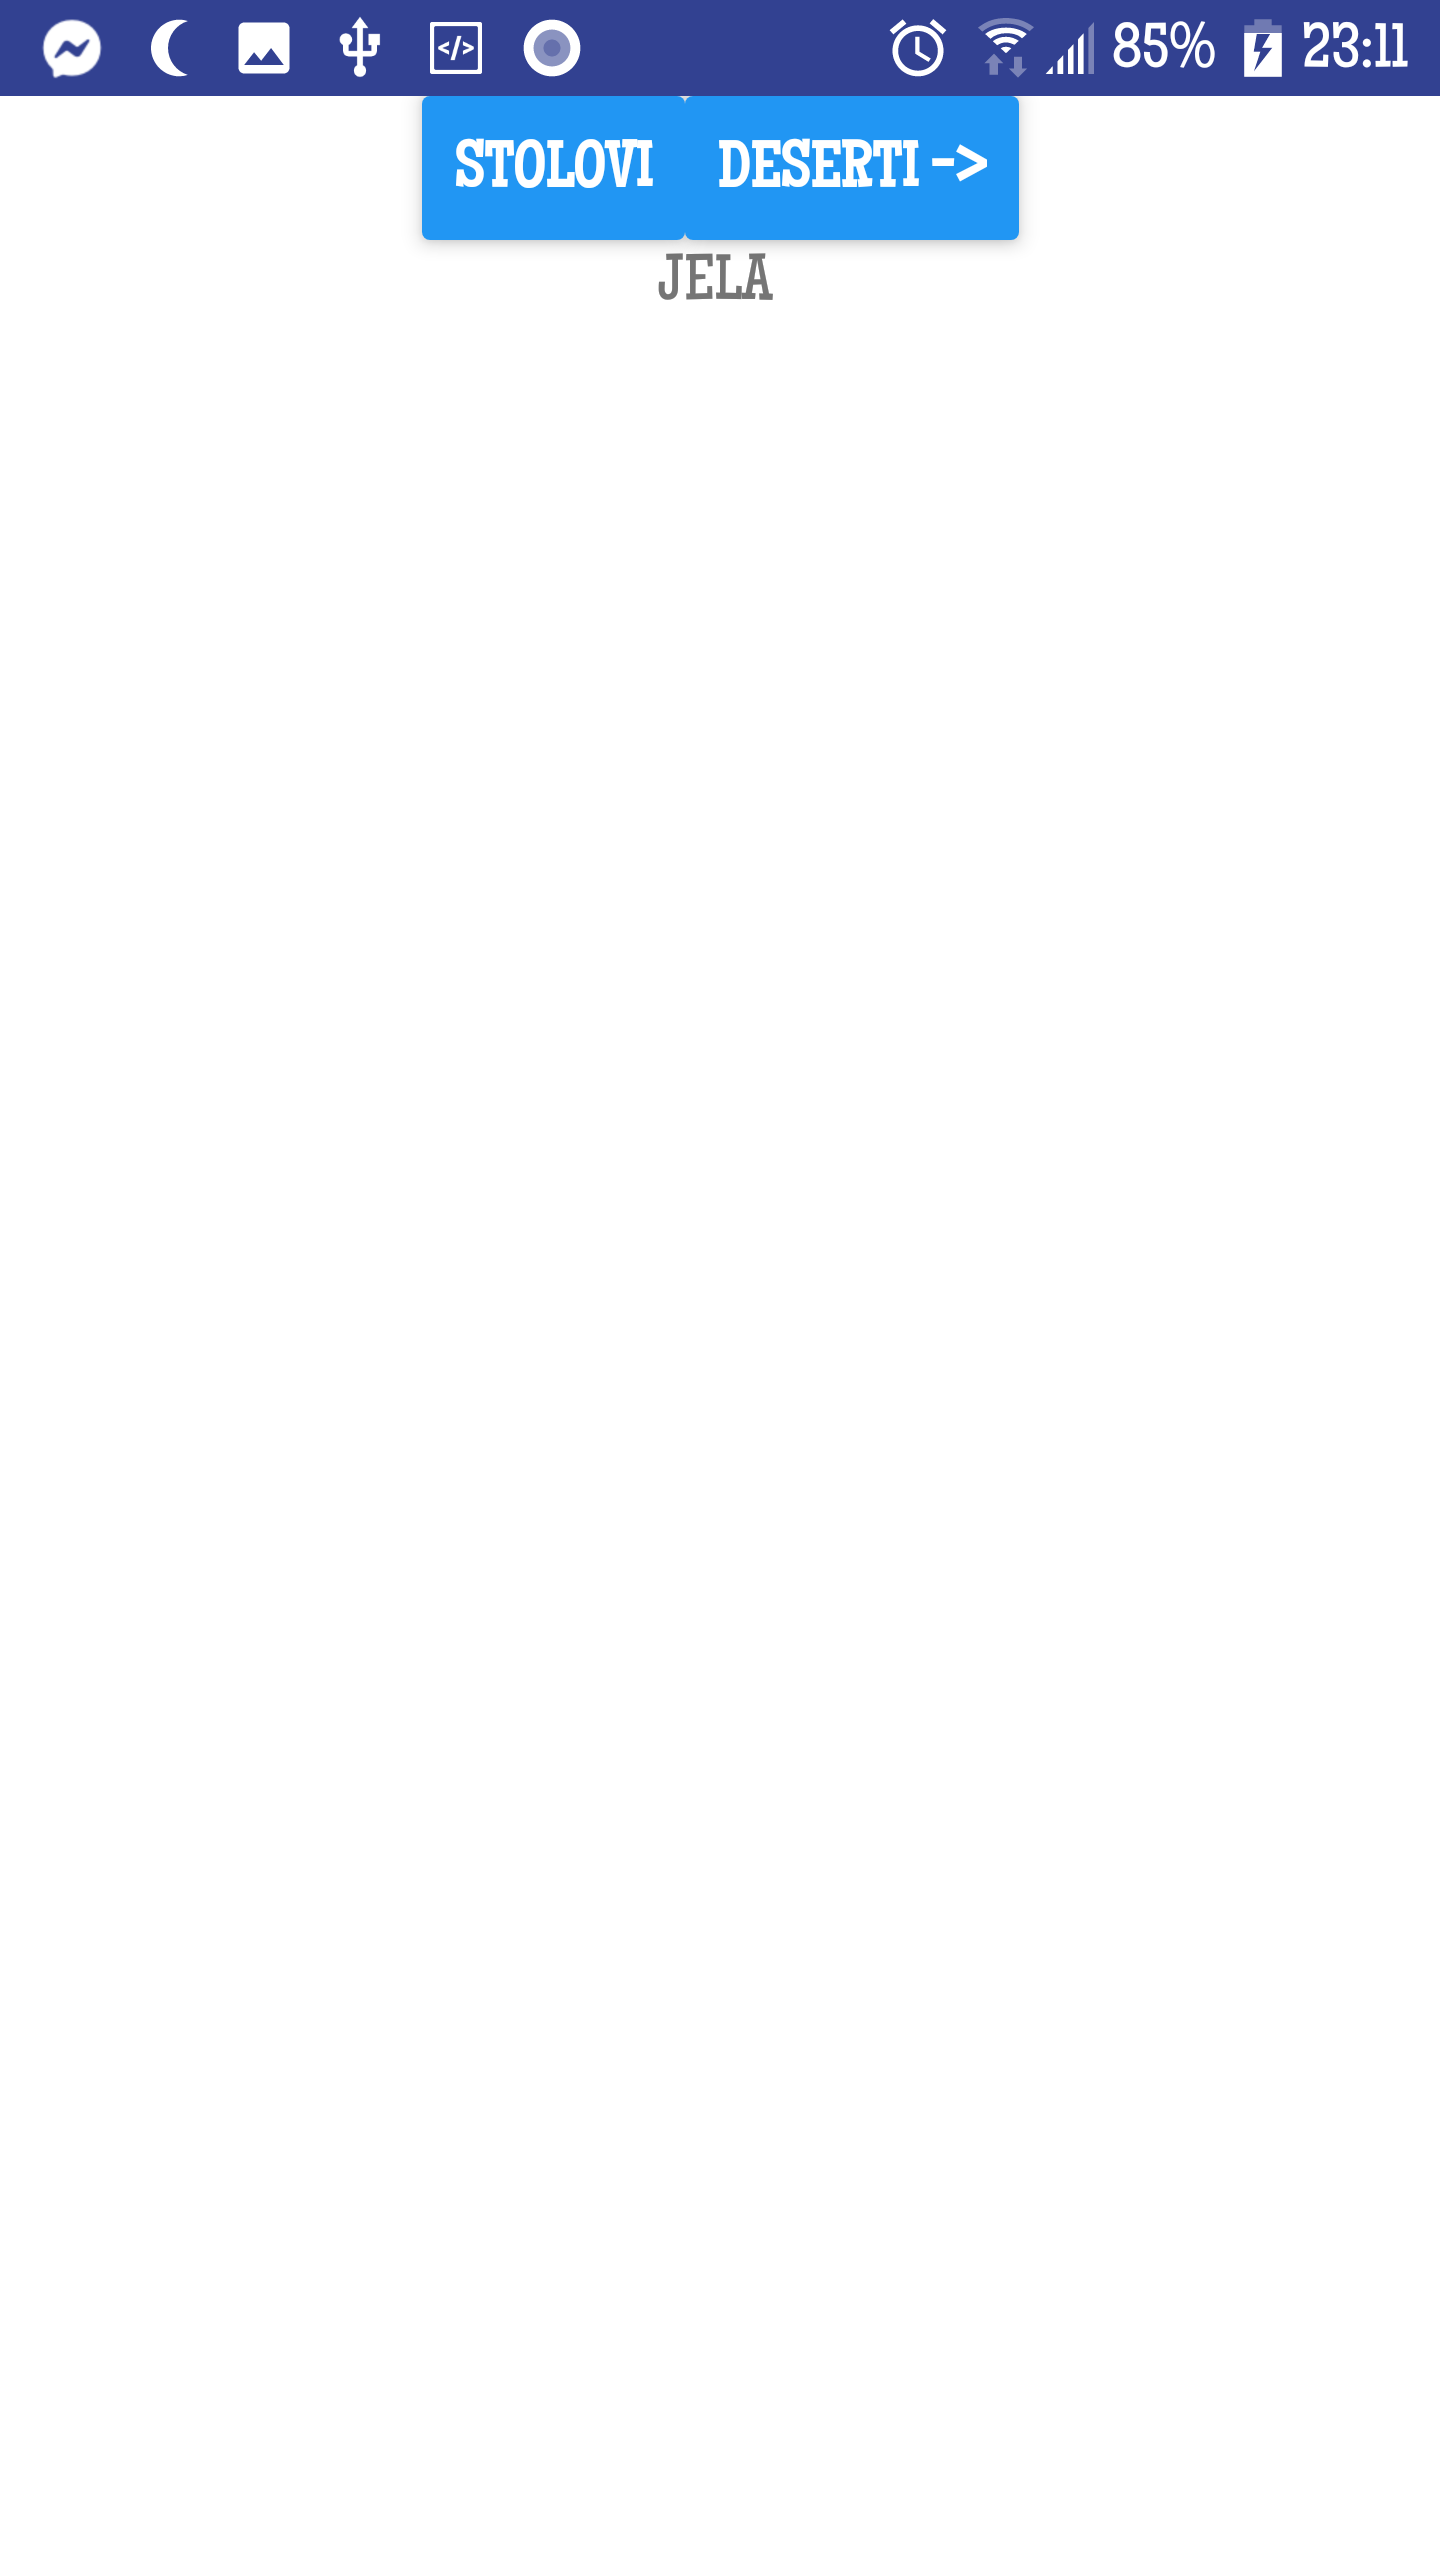 85% 23:11
STOLOVI DESERTI ->
JELA